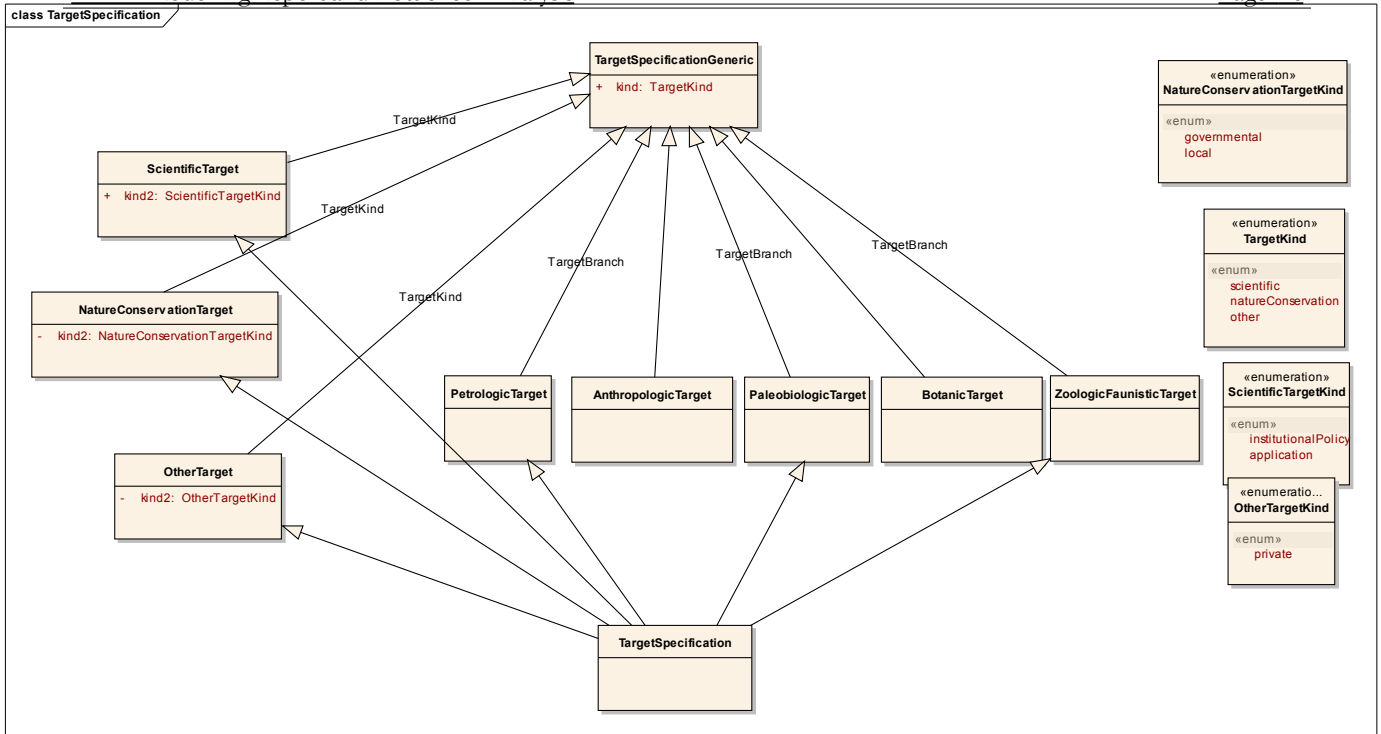 class TargetSpecification
TargetSpecificationGeneric
+ kind: TargetKind
«enumeration»
NatureConservationTargetKind
«enum»
governmental
local
TargetKind
ScientificTarget
+ kind2: ScientificTargetKind
TargetKind
«enumeration»
TargetKind
«enum»
scientific
natureConservation
other
TargetBranch
TargetBranch
TargetBranch
TargetKind
NatureConservationTarget
- kind2: NatureConservationTargetKind
PetrologicTarget
AnthropologicTarget
PaleobiologicTarget
BotanicTarget
ZoologicFaunisticTarget
«enumeration»
ScientificTargetKind
«enum»
institutionalPolicy
application
OtherTarget
- kind2: OtherTargetKind
«enumeratio...
OtherTargetKind
«enum»
private
TargetSpecification